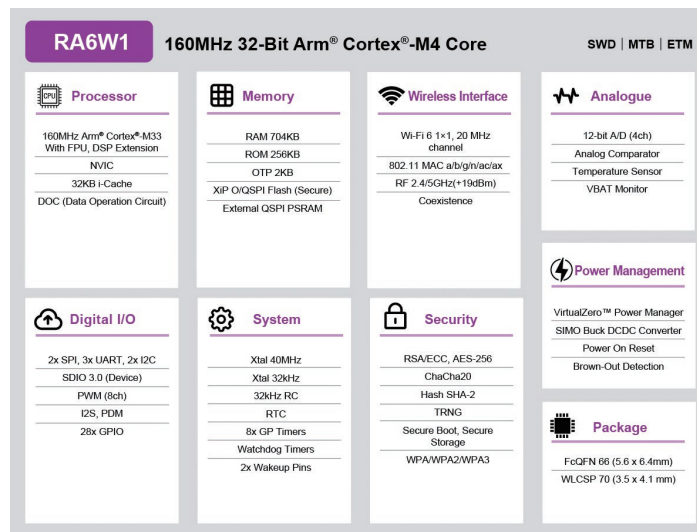 RA6W1
160MHz 32-Bit Arm® Cortex®-M4 Core
SWD | MTB | ETM
CPU
Processor
160MHz Arm® Cortex®-M33
With FPU, DSP Extension
NVIC
32KB i-Cache
DOC (Data Operation Circuit)
Memory
RAM 704KB
ROM 256KB
OTP 2KB
XiP O/QSPI Flash (Secure)
External QSPI PSRAM
Wireless Interface
Wi-Fi 6 1×1, 20 MHz
channel
802.11 MAC a/b/g/n/ac/ax
RF 2.4/5GHz(+19dBm)
Coexistence
Analogue
12-bit A/D (4ch)
Analog Comparator
Temperature Sensor
VBAT Monitor
Power Management
VirtualZero™ Power Manager
SIMO Buck DCDC Converter
Power On Reset
Brown-Out Detection
Digital I/O
2x SPI, 3x UART, 2x I2C
SDIO 3.0 (Device)
PWM (8ch)
I2S, PDM
28x GPIO
System
Xtal 40MHz
Xtal 32kHz
32kHz RC
RTC
8x GP Timers
Watchdog Timers
2x Wakeup Pins
Security
RSA/ECC, AES-256
ChaCha20
Hash SHA-2
TRNG
Secure Boot, Secure
Storage
WPA/WPA2/WPA3
Package
FcQFN 66 (5.6 x 6.4mm)
WLCSP 70 (3.5 x 4.1 mm)